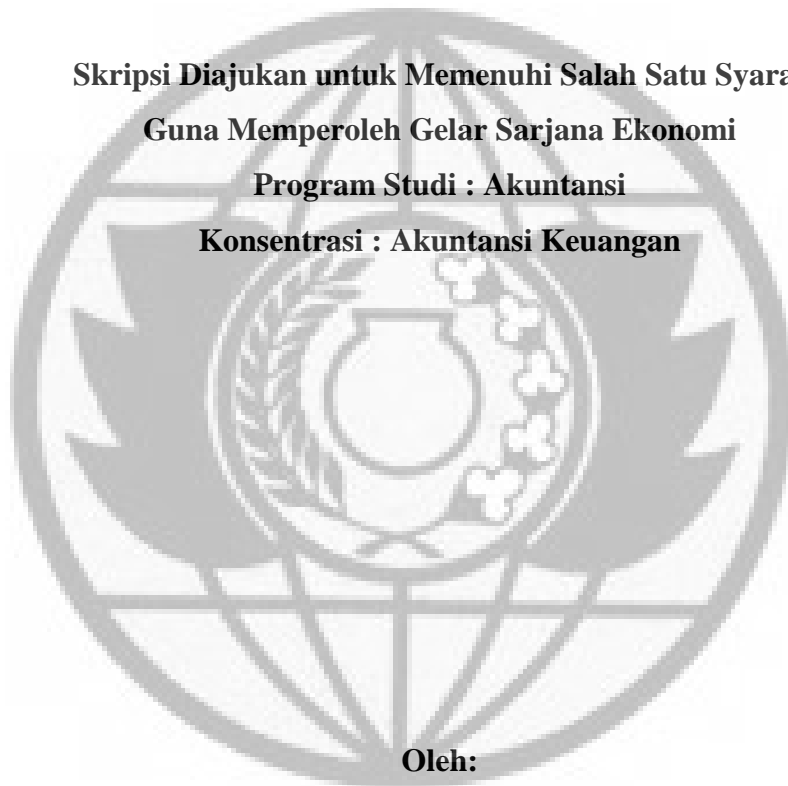 Skripsi Diajukan untuk Memenuhi Salah Satu Syara
Guna Memperoleh Gelar Sarjana Ekonomi
Program Studi : Akuntansi
Konsentrasi : Akuntansi Keuangan
Oleh: